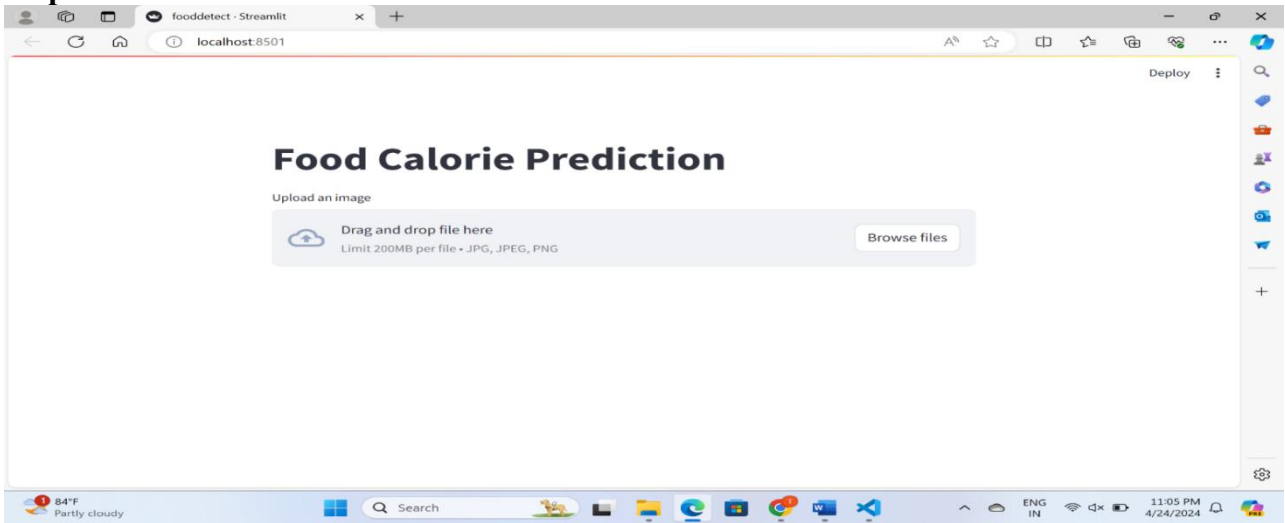 fooddetect · Streamlit
localhost:8501
Deploy
Food Calorie Prediction
Upload an image
Drag and drop file here
Limit 200MB per file • JPG, JPEG, PNG
Browse files
84°F
Partly cloudy
Search
ENG
IN
11:05 PM
4/24/2024